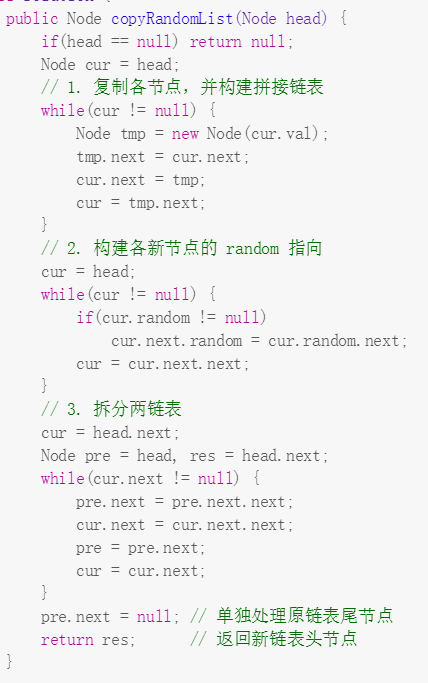 public Node copyRandomList(Node head) {
    if(head == null) return null;
    Node cur = head;
    // 1. 复制各节点，并构建拼接链表
    while(cur != null) {
        Node tmp = new Node(cur.val);
        tmp.next = cur.next;
        cur.next = tmp;
        cur = tmp.next;
    }
    // 2. 构建各新节点的 random 指向
    cur = head;
    while(cur != null) {
        if(cur.random != null)
            cur.next.random = cur.random.next;
        cur = cur.next.next;
    }
    // 3. 拆分两链表
    cur = head.next;
    Node pre = head, res = head.next;
    while(cur.next != null) {
        pre.next = pre.next.next;
        cur.next = cur.next.next;
        pre = pre.next;
        cur = cur.next;
    }
    pre.next = null; // 单独处理原链表尾节点
    return res;      // 返回新链表头节点
}